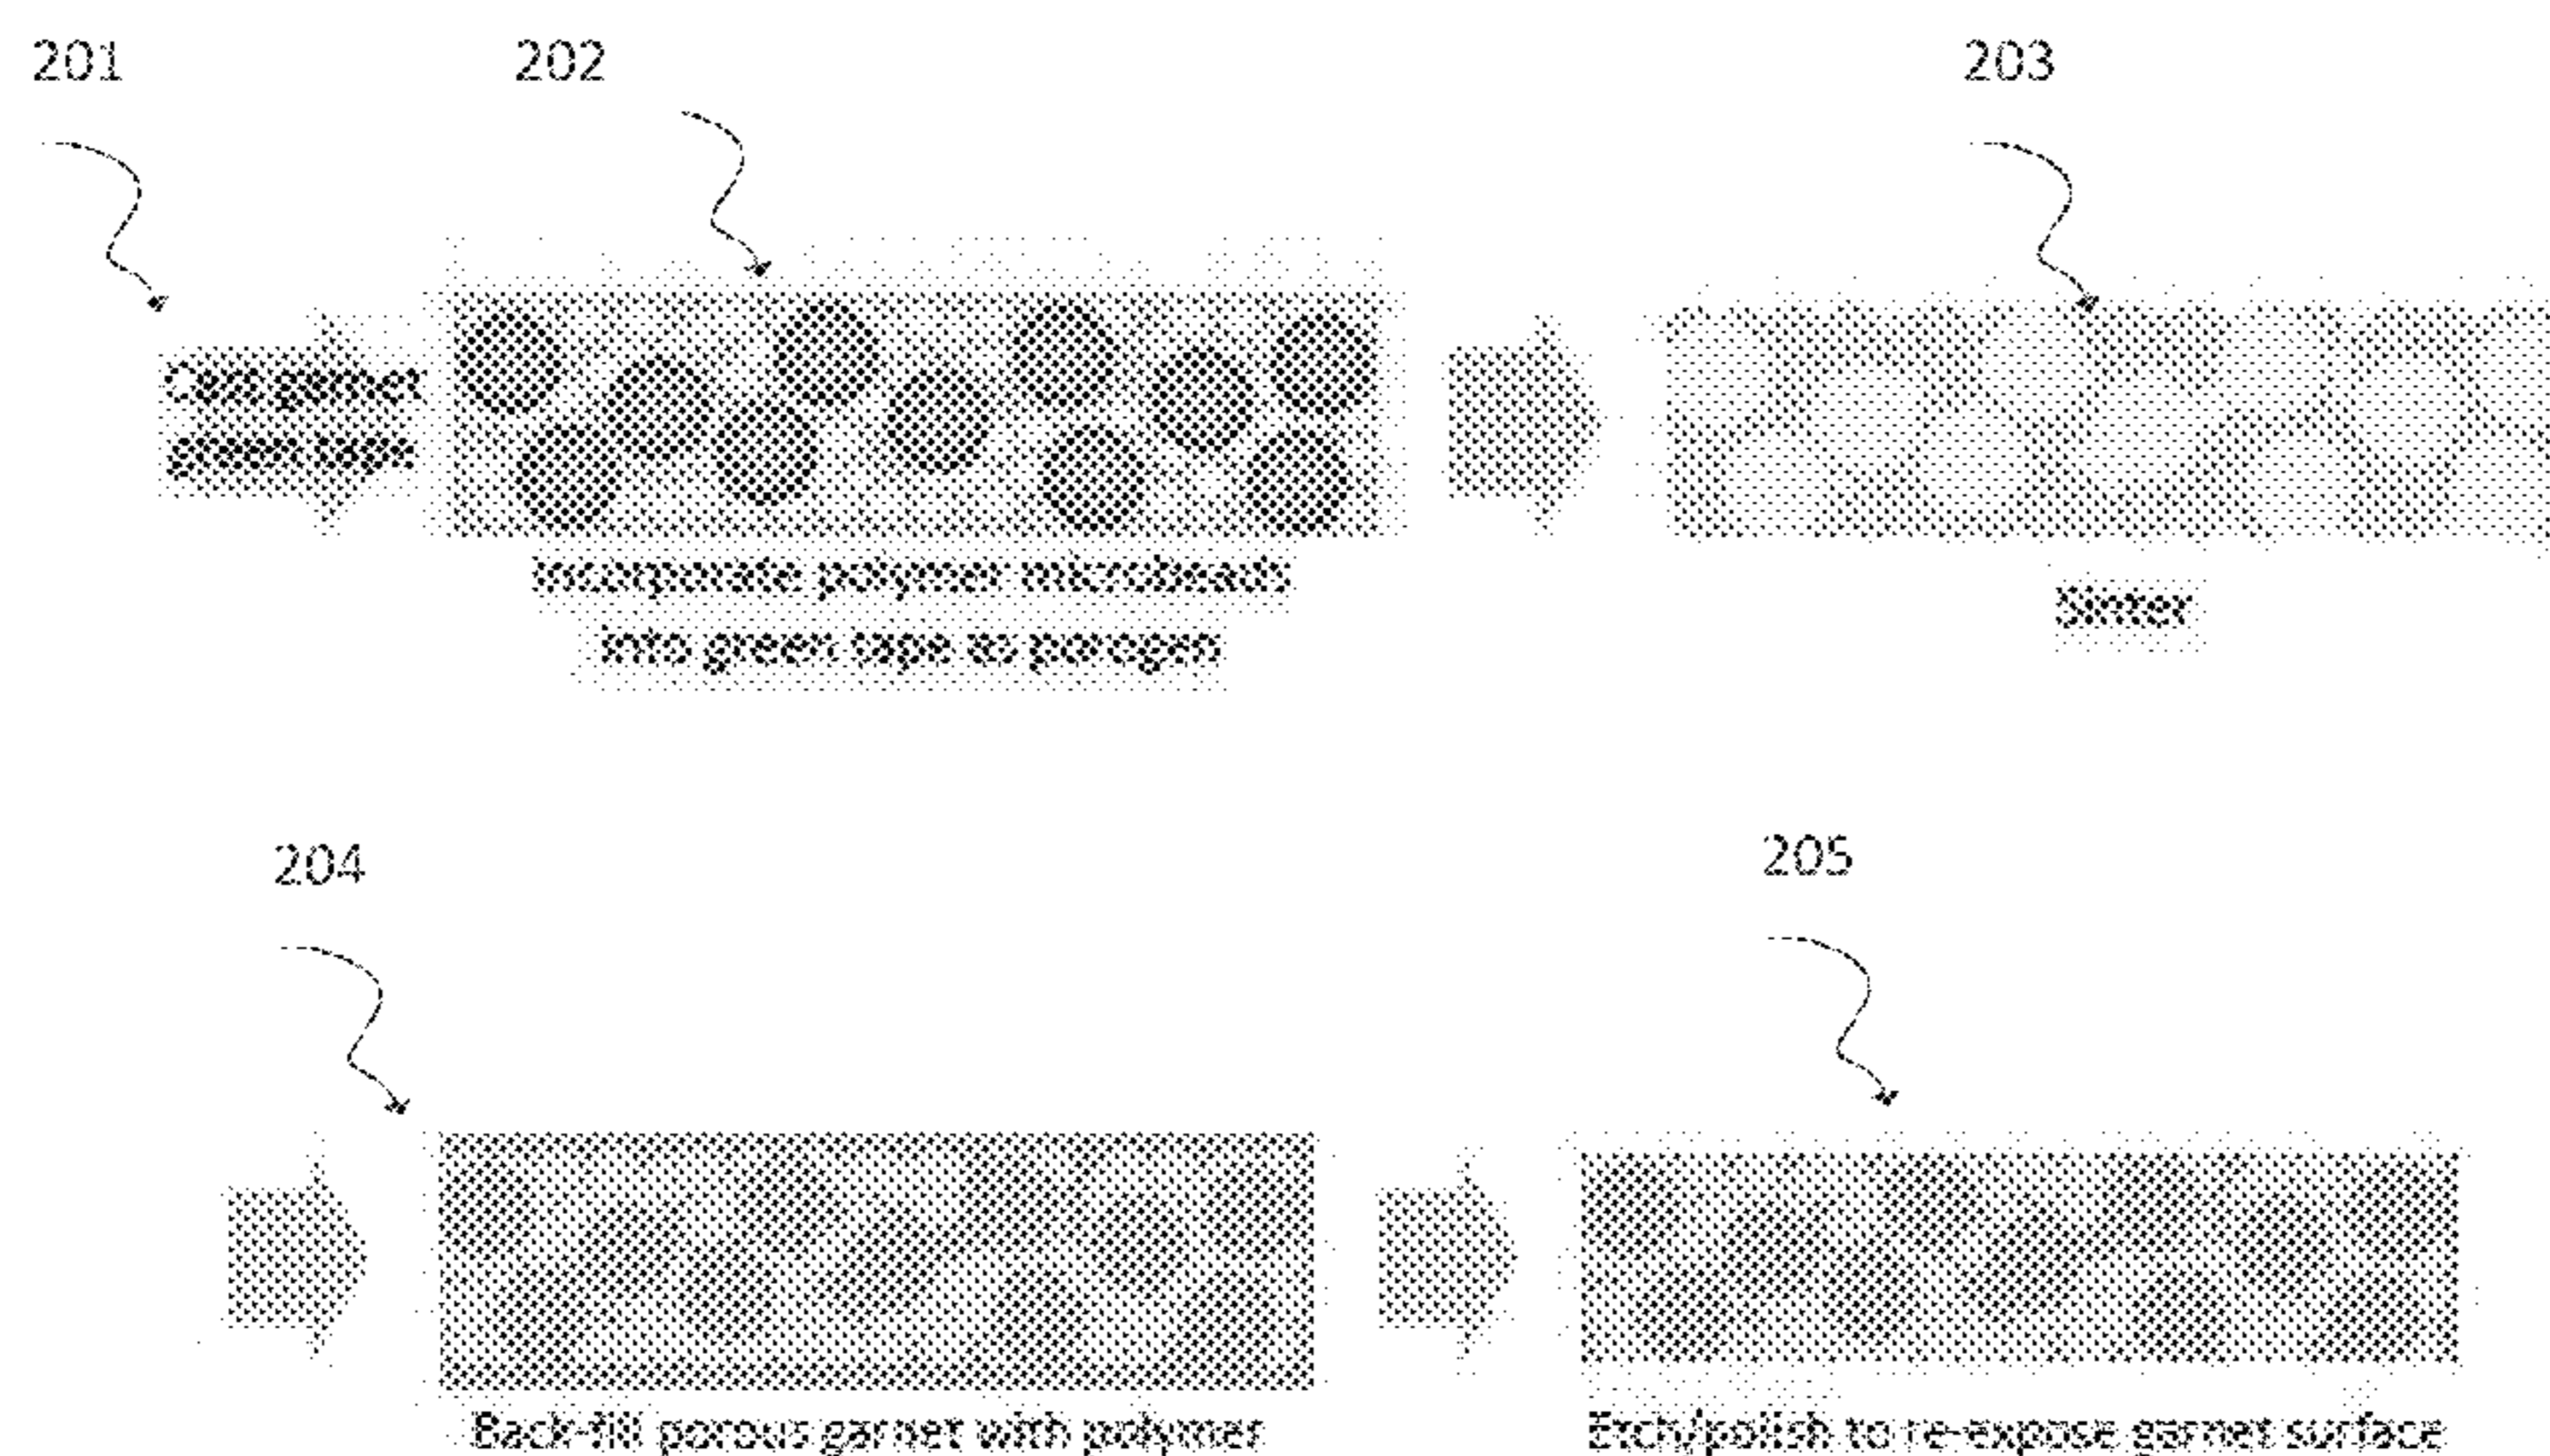 201
202
203
Cast garnet
green tape
Incorporate polymer microbeads
into green tape as porogen
Sinter
204
205
Back-fill porous garnet with polymer
Etch/polish to re-expose garnet surface